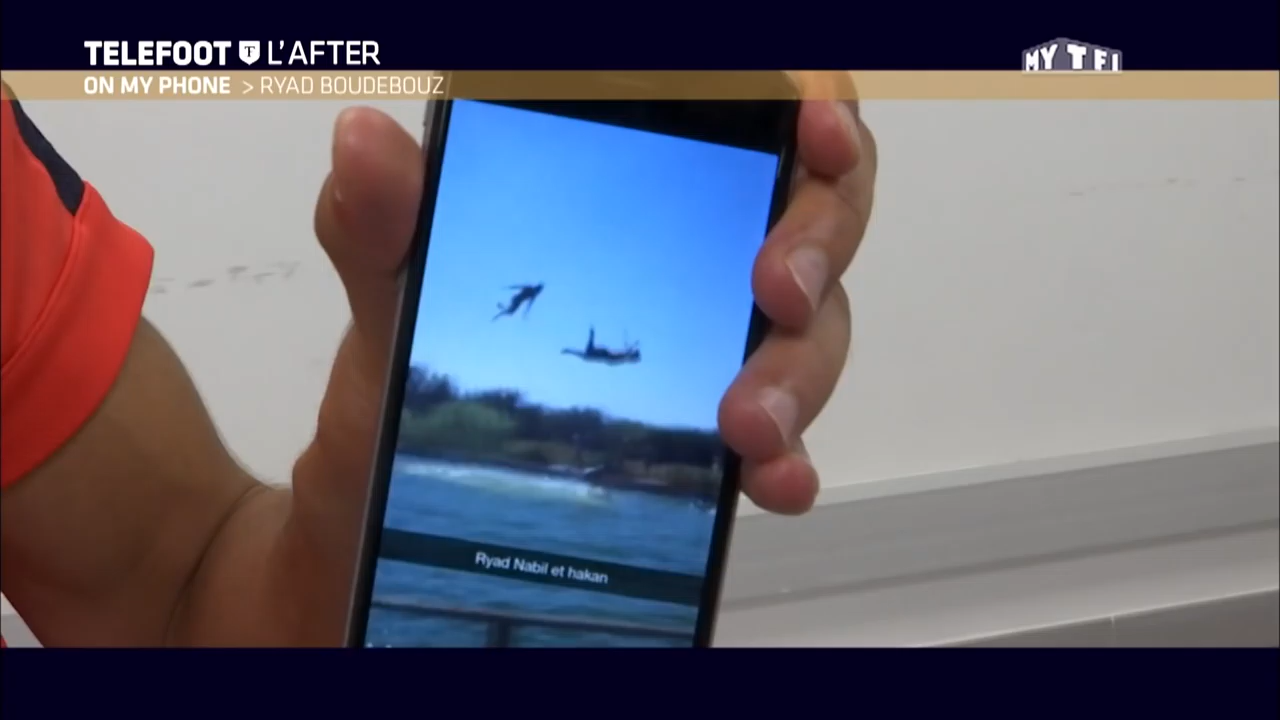 TELEFOOT T L'AFTER
MY TF1
ON MY PHONE > RYAD BOUDEBOUZ
Ryad Nabil et hakan